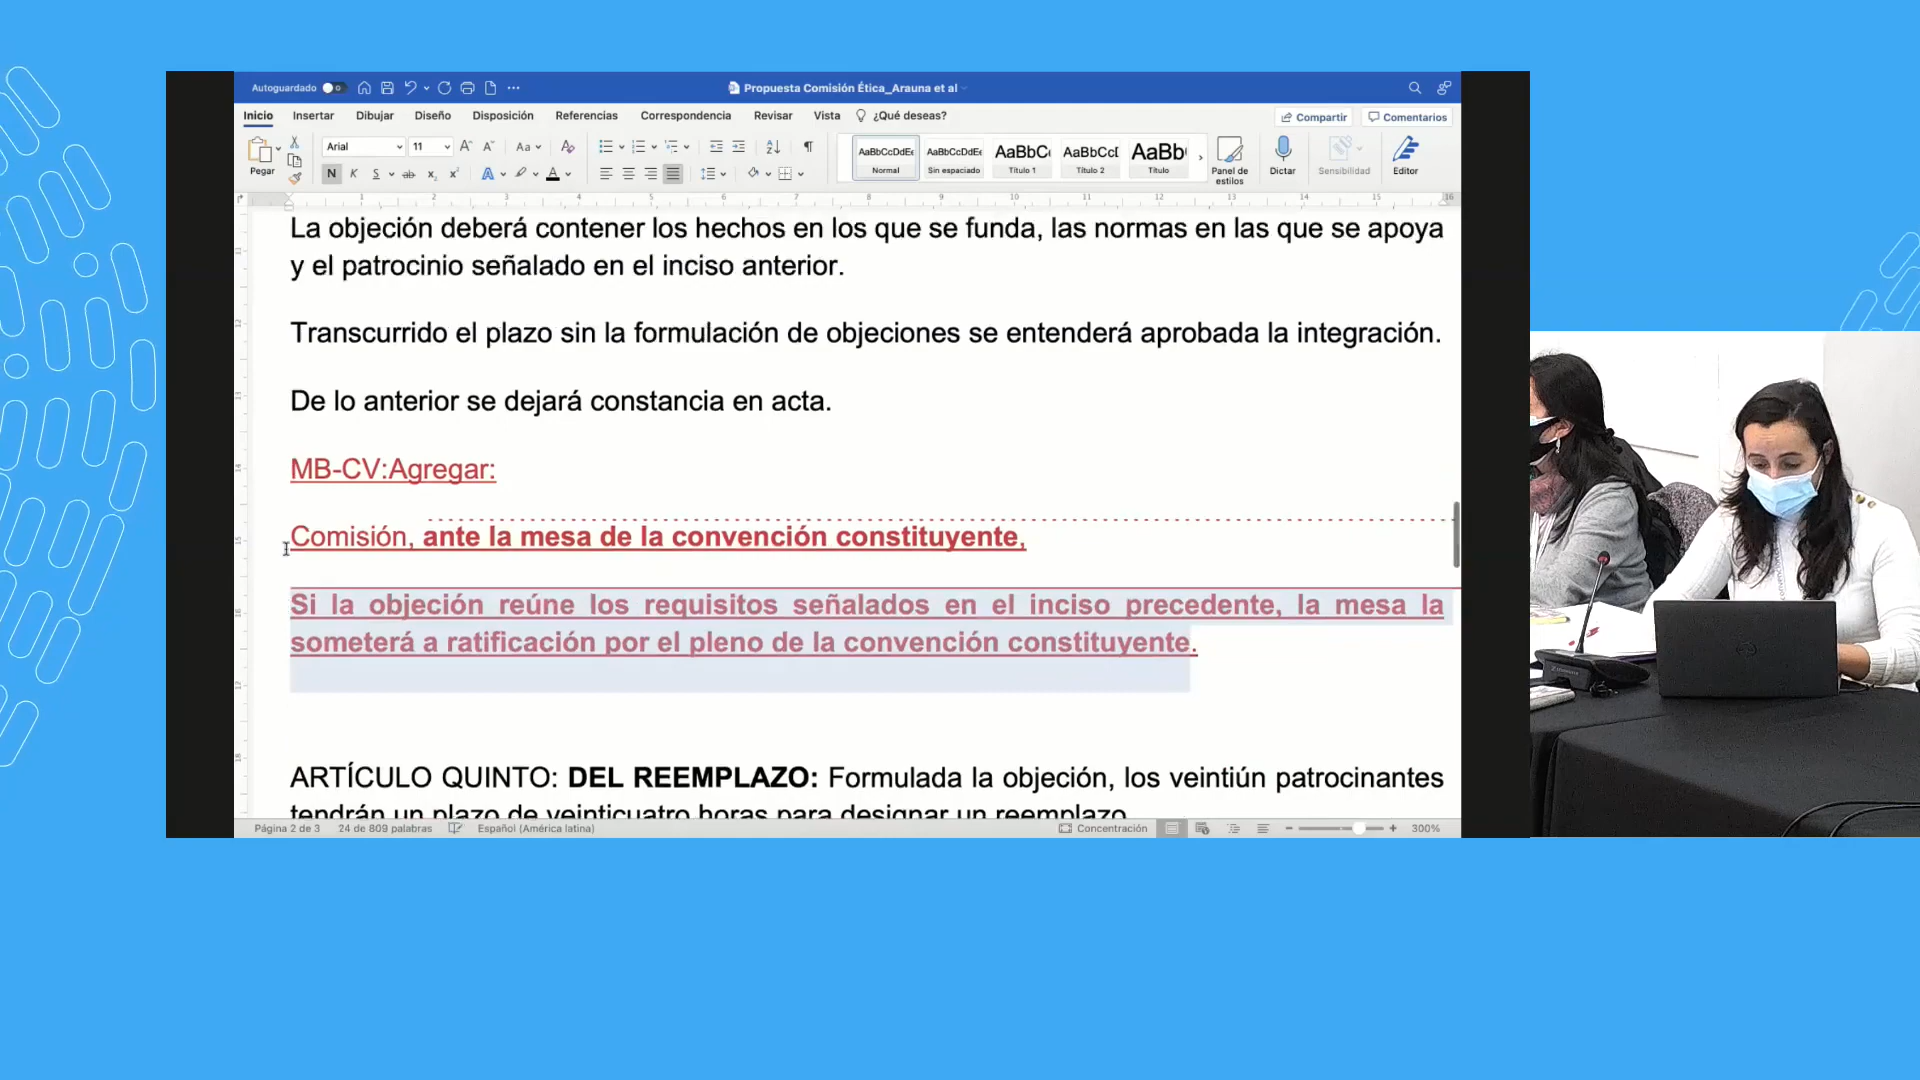 Autoguardado
Propuesta Comisión Ética_Arauna et al
Inicio Insertar Dibujar Diseño Disposición Referencias Correspondencia Revisar Vista ¿Qué deseas?
Compartir Comentarios
Pegar
Arial 11
AaBbCcDdEe Normal
AaBbCcDdEe Sin espaciado
AaBbC Título 1
AaBbCcD Título 2
AaBb Título
Panel de estilos
Dictar
Sensibilidad
Editor
La objeción deberá contener los hechos en los que se funda, las normas en las que se apoya
y el patrocinio señalado en el inciso anterior.
Transcurrido el plazo sin la formulación de objeciones se entenderá aprobada la integración.
De lo anterior se dejará constancia en acta.
MB-CV:Agregar:
Comisión, ante la mesa de la convención constituyente,
Si la objeción reúne los requisitos señalados en el inciso precedente, la mesa la
someterá a ratificación por el pleno de la convención constituyente.
ARTÍCULO QUINTO: DEL REEMPLAZO: Formulada la objeción, los veintiún patrocinantes
tendrán un plazo de veinticuatro horas para designar un reemplazo
Página 2 de 3 24 de 809 palabras Español (América latina) Concentración 300%